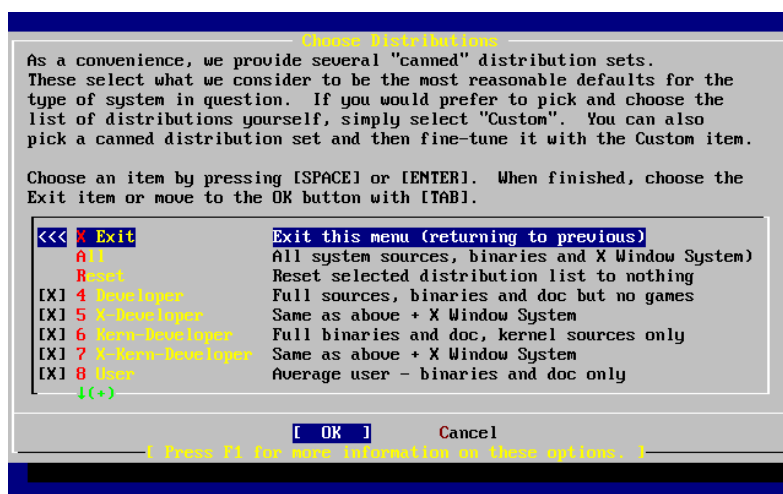 Choose Distributions
As a convenience, we provide several "canned" distribution sets.
These select what we consider to be the most reasonable defaults for the
type of system in question.  If you would prefer to pick and choose the
list of distributions yourself, simply select "Custom".  You can also
pick a canned distribution set and then fine-tune it with the Custom item.
Choose an item by pressing [SPACE] or [ENTER].  When finished, choose the
Exit item or move to the OK button with [TAB].
<<< X Exit Exit this menu (returning to previous)
All All system sources, binaries and X Window System)
Reset Reset selected distribution list to nothing
[X] 4 Developer Full sources, binaries and doc but no games
[X] 5 X-Developer Same as above + X Window System
[X] 6 Kern-Developer Full binaries and doc, kernel sources only
[X] 7 X-Kern-Developer Same as above + X Window System
[X] 8 User Average user - binaries and doc only
↓(+)
[ OK ] Cancel
[ Press F1 for more information on these options. ]